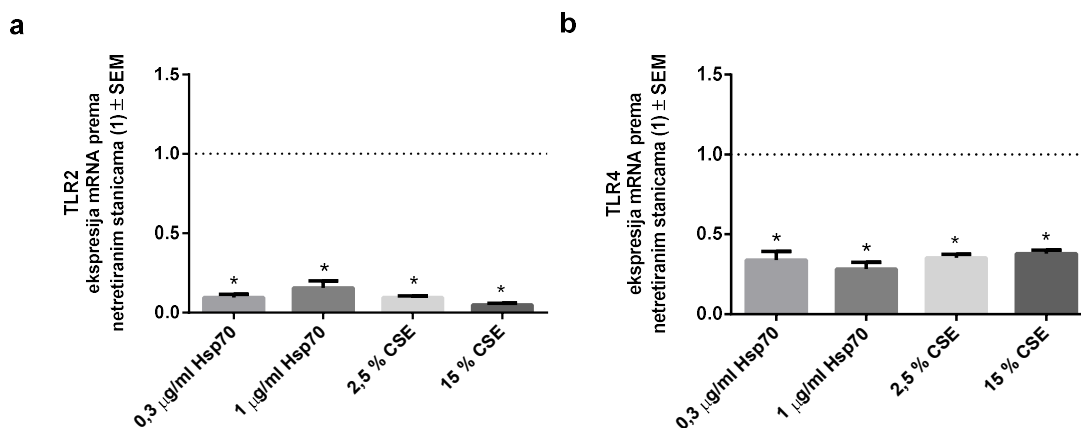 a
TLR2
ekspresija mRNA prema
netretiranim stanicama (1) ± SEM
1.5
1.0
0.5
0.0
*
*
*
*
0,3 µg/ml Hsp70
1 µg/ml Hsp70
2,5 % CSE
15 % CSE
b
TLR4
ekspresija mRNA prema
netretiranim stanicama (1) ± SEM
1.5
1.0
0.5
0.0
*
*
*
*
0,3 µg/ml Hsp70
1 µg/ml Hsp70
2,5 % CSE
15 % CSE